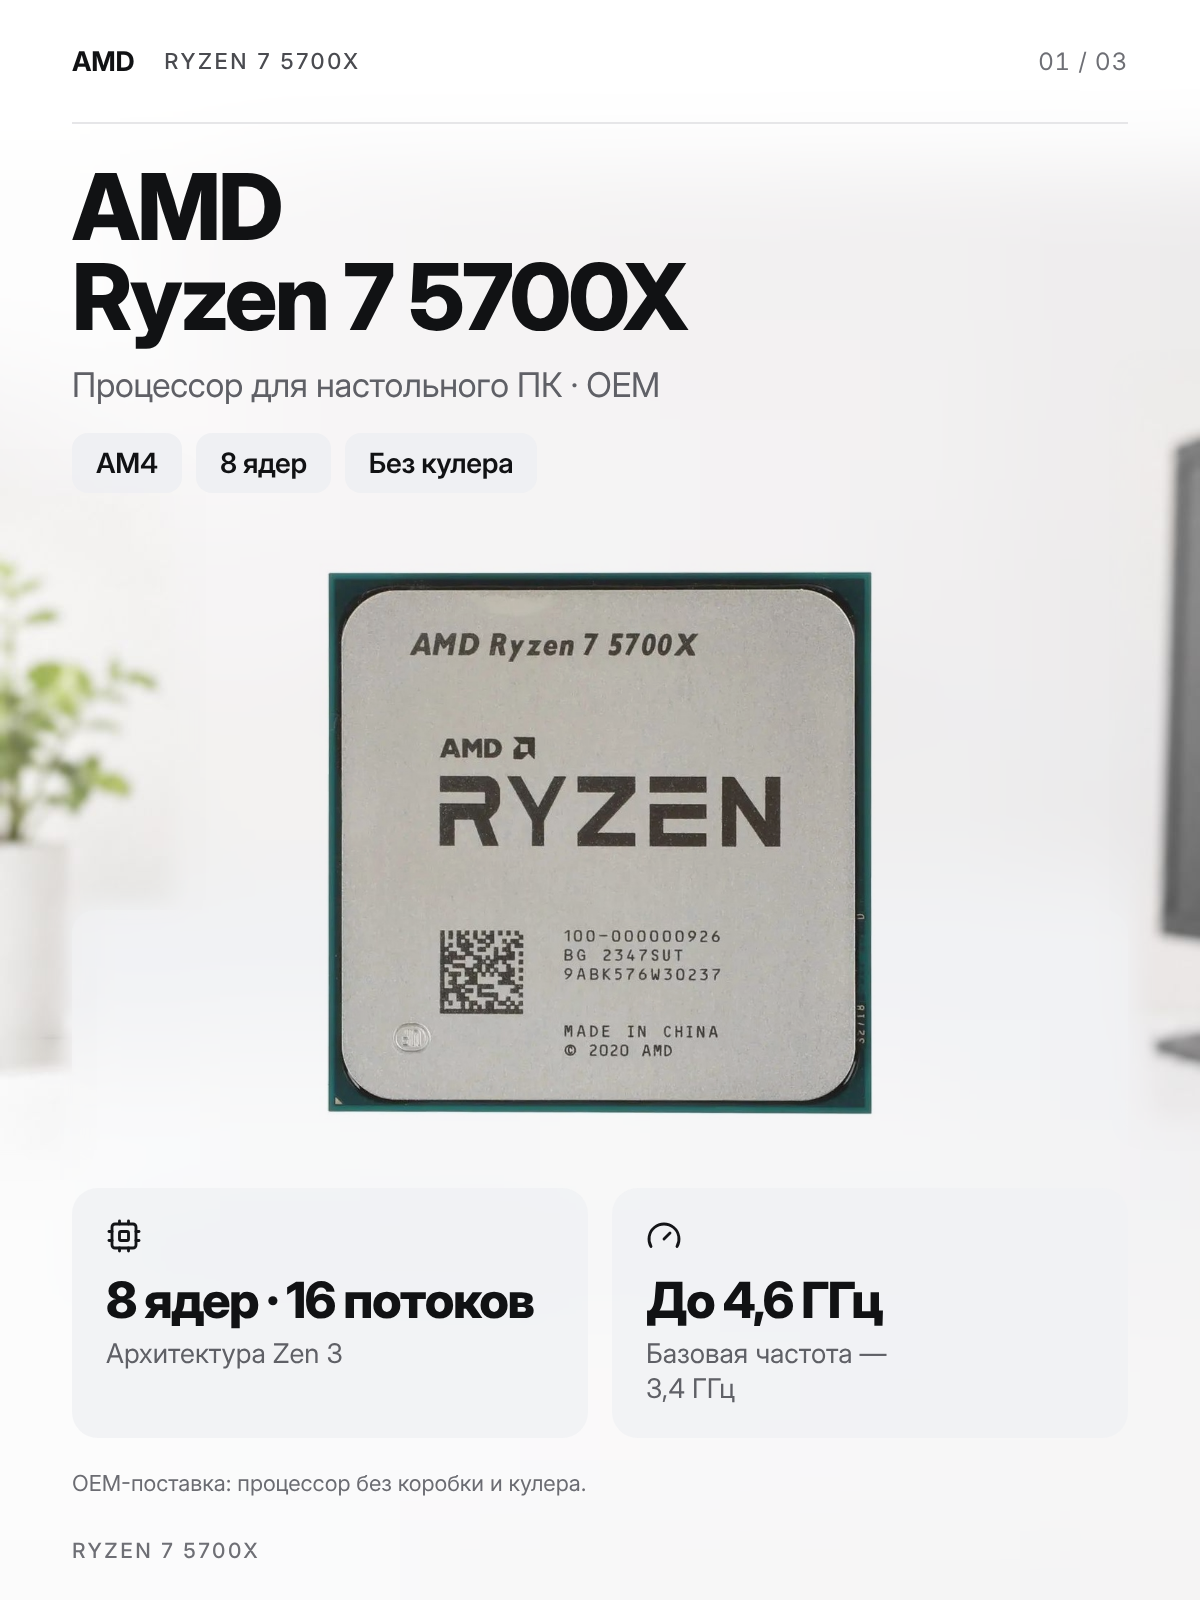 AMD RYZEN 7 5700X 01 / 03
AMD
Ryzen 7 5700X
Процессор для настольного ПК · OEM
AM4 8 ядер Без кулера
AMD Ryzen 7 5700X
AMD
RYZEN
100-000000926
BG 2347SUT
9ABK576W30237
MADE IN CHINA
© 2020 AMD
8 ядер · 16 потоков
Архитектура Zen 3
До 4,6 ГГц
Базовая частота —
3,4 ГГц
OEM-поставка: процессор без коробки и кулера.
RYZEN 7 5700X